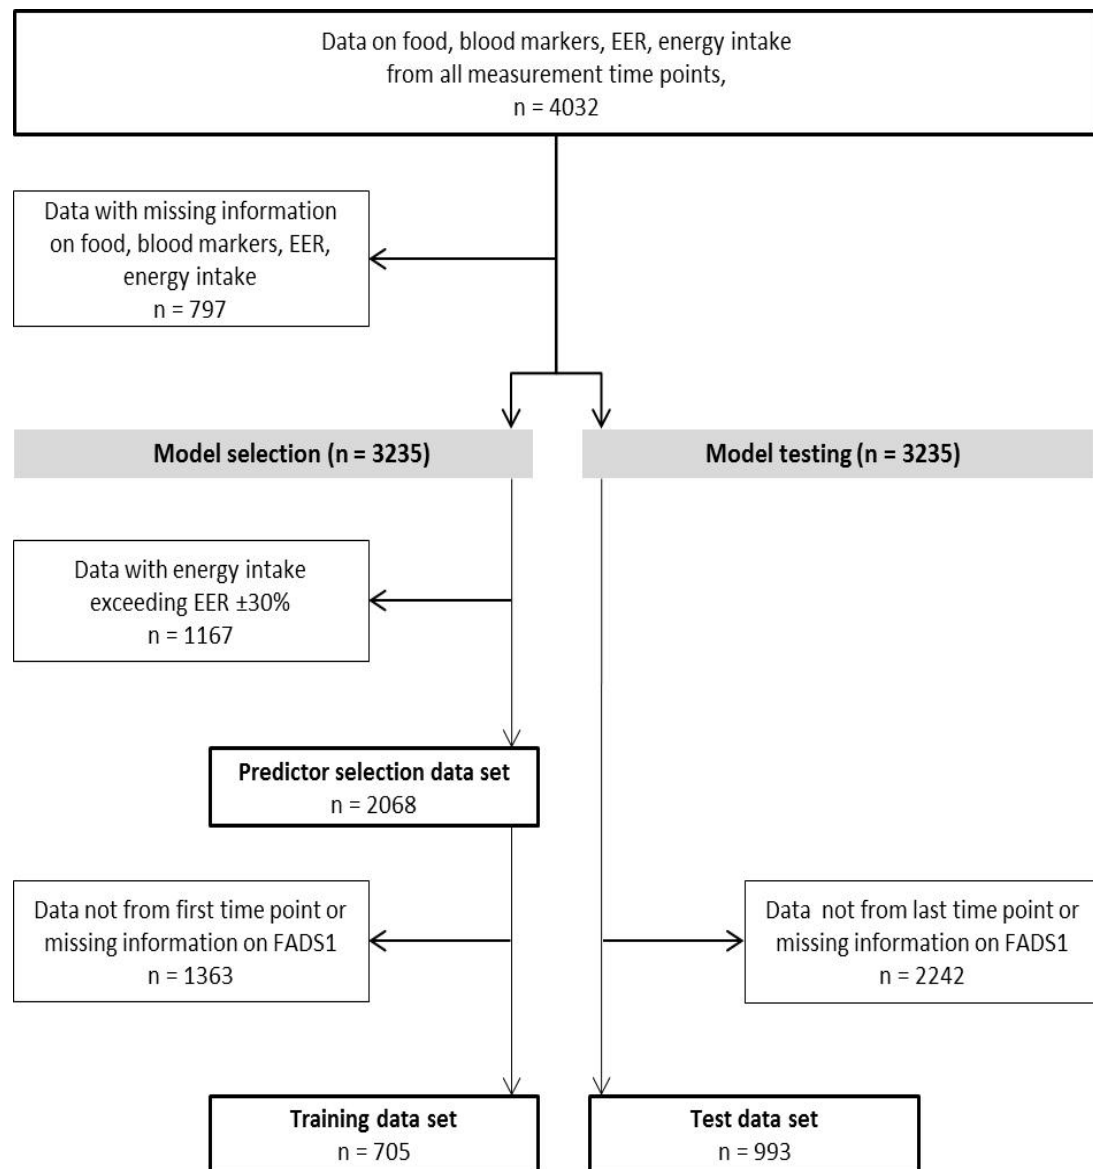 Data on food, blood markers, EER, energy intake
from all measurement time points,
n = 4032
Data with missing information
on food, blood markers, EER,
energy intake
n = 797
Model selection (n = 3235)
Model testing (n = 3235)
Data with energy intake
exceeding EER ±30%
n = 1167
Predictor selection data set
n = 2068
Data not from first time point or
missing information on FADS1
n = 1363
Data not from last time point or
missing information on FADS1
n = 2242
Training data set
n = 705
Test data set
n = 993